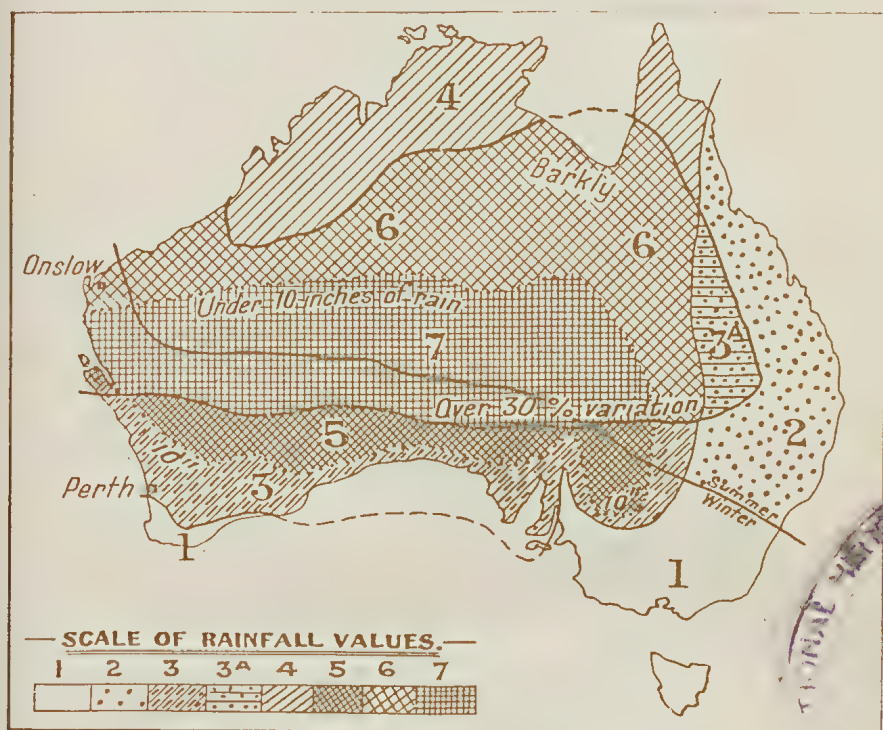 4
Barkly
6
6
Onslow
Under 10 inches of rain
7
3A
Over 30% variation
5
2
10"
Perth
3
10"
Summer
Winter
1
1
SCALE OF RAINFALL VALUES.
1 2 3 3A 4 5 6 7